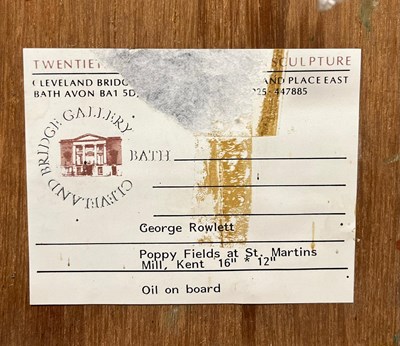 TWENTIET SCULPTURE
CLEVELAND BRIDG AND PLACE EAST
BATH AVON BA1 5D 25 - 447885
CLEVELAND BRIDGE GALLERY
BATH
George Rowlett
Poppy Fields at St. Martins
Mill, Kent 16" * 12"
Oil on board